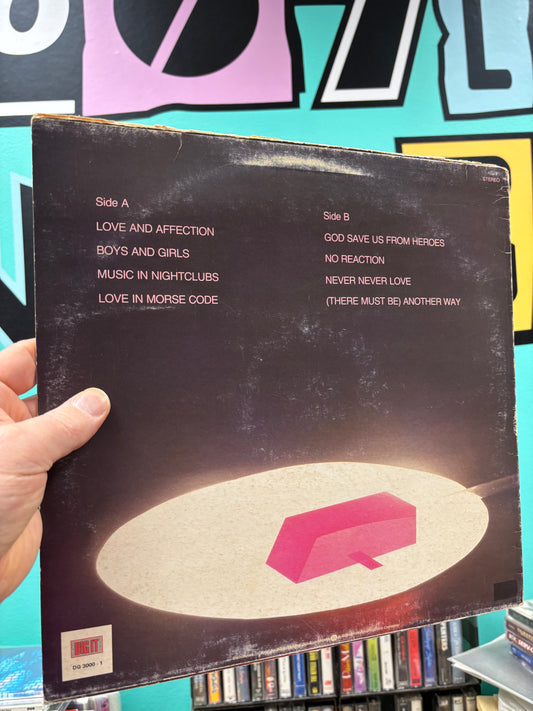 STEREO
Side A
LOVE AND AFFECTION
BOYS AND GIRLS
MUSIC IN NIGHTCLUBS
LOVE IN MORSE CODE
Side B
GOD SAVE US FROM HEROES
NO REACTION
NEVER NEVER LOVE
(THERE MUST BE) ANOTHER WAY
DIG IT
DG 3000 - 1